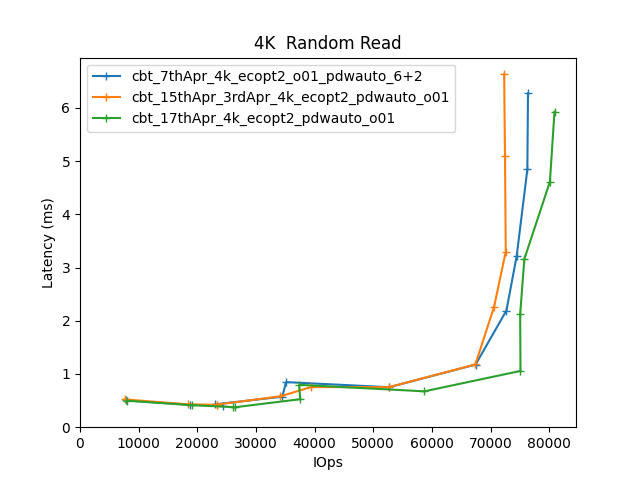 4K  Random Read
cbt_7thApr_4k_ecopt2_o01_pdwauto_6+2
cbt_15thApr_3rdApr_4k_ecopt2_pdwauto_o01
cbt_17thApr_4k_ecopt2_pdwauto_o01
Latency (ms)
6
5
4
3
2
1
0
0 10000 20000 30000 40000 50000 60000 70000 80000
IOps